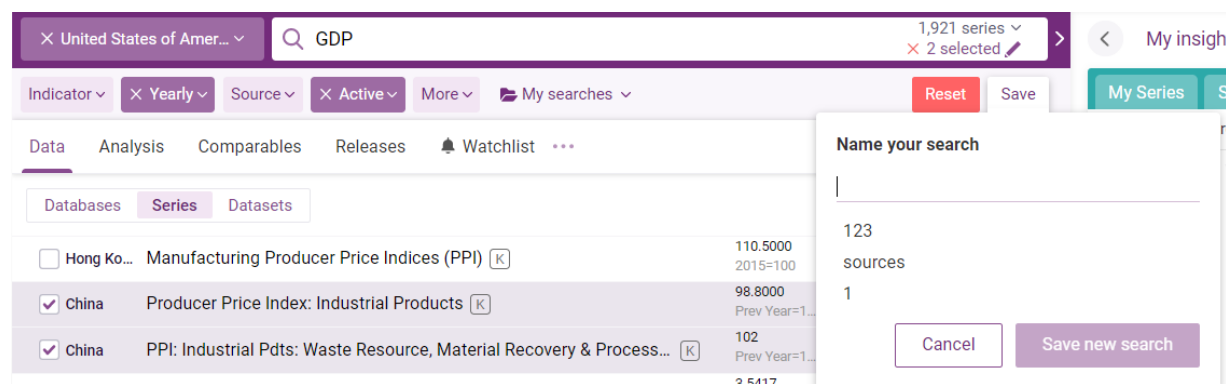 United States of Amer...
GDP
1,921 series
2 selected
My insigh
Indicator
Yearly
Source
Active
More
My searches
Reset
Save
My Series
S
Data
Analysis
Comparables
Releases
Watchlist
Name your search
Databases
Series
Datasets
123
sources
1
Hong Ko... Manufacturing Producer Price Indices (PPI) K
110.5000
2015=100
China Producer Price Index: Industrial Products K
98.8000
Prev Year=1...
China PPI: Industrial Pdts: Waste Resource, Material Recovery & Process... K
102
Prev Year=1...
Cancel
Save new search
3.5417